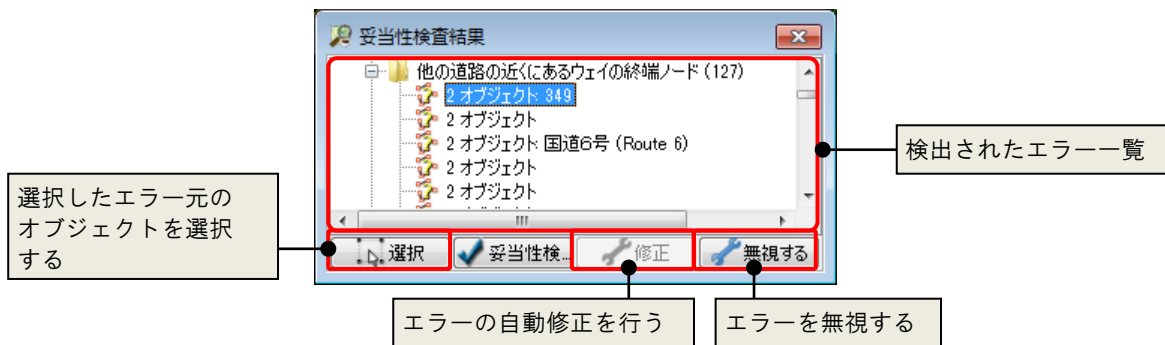 妥当性検査結果
他の道路の近くにあるウェイの終端ノード (127)
2 オブジェクト: 349
2 オブジェクト
2 オブジェクト: 国道6号 (Route 6)
2 オブジェクト
2 オブジェクト
検出されたエラー一覧
選択したエラー元の
オブジェクトを選択
する
選択
妥当性検...
修正
無視する
エラーの自動修正を行う
エラーを無視する